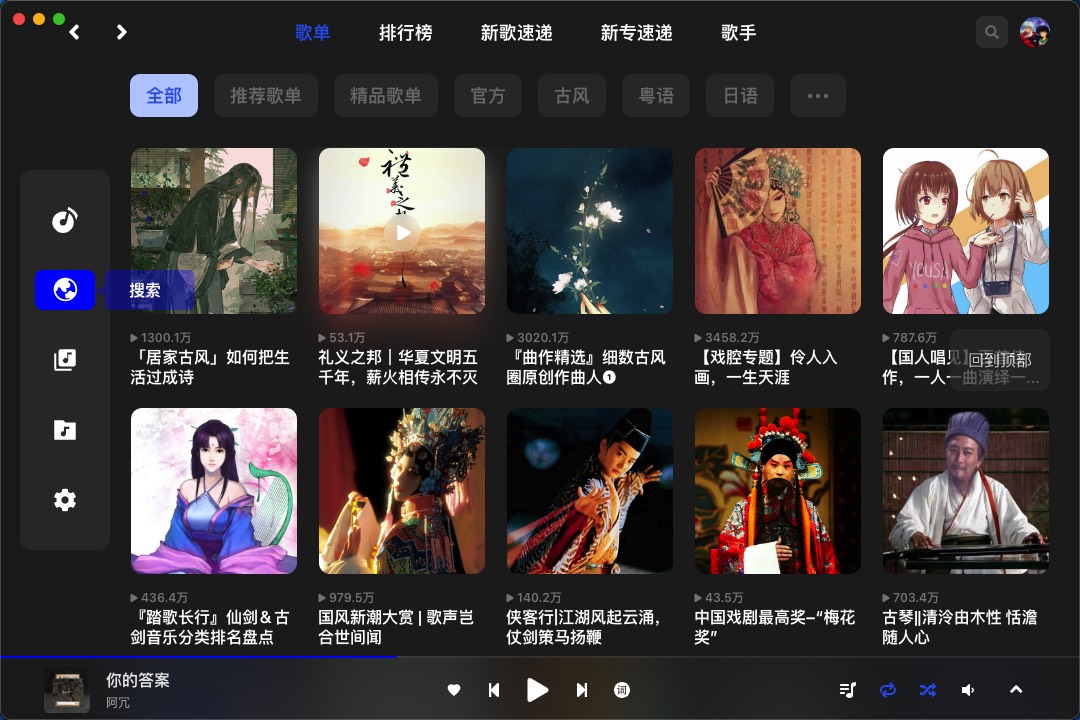 歌单 排行榜 新歌速递 新专速递 歌手
全部 推荐歌单 精品歌单 官方 古风 粤语 日语
搜索
礼义之
YOUSA
1300.1万 53.1万 3020.1万 3458.2万 787.6万
「居家古风」如何把生
活过成诗
礼义之邦丨华夏文明五
千年，薪火相传永不灭
『曲作精选』细数古风
圈原创作曲人❶
【戏腔专题】伶人入
画，一生天涯
【国人唱见】
作，一人一曲演绎一...
回到顶部
436.4万 979.5万 140.2万 43.5万 703.4万
『踏歌长行』仙剑＆古
剑音乐分类排名盘点
国风新潮大赏 | 歌声岂
合世间闻
侠客行|江湖风起云涌，
仗剑策马扬鞭
中国戏剧最高奖–“梅花
奖”
古琴‖清泠由木性 恬澹
随人心
你的答案
阿冗
词